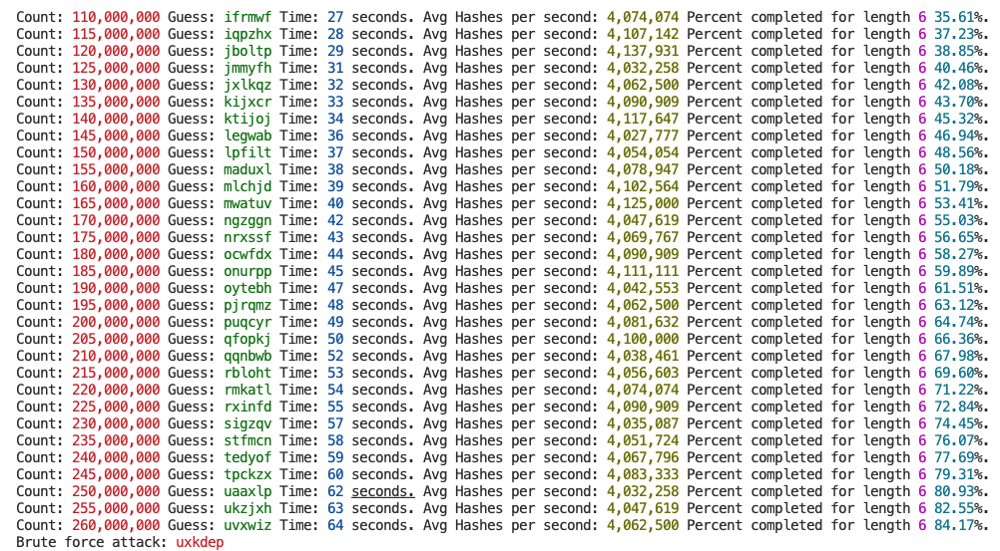 Count: 110,000,000 Guess: ifrmwf Time: 27 seconds. Avg Hashes per second: 4,074,074 Percent completed for length 6 35.61%.
Count: 115,000,000 Guess: iqpzhx Time: 28 seconds. Avg Hashes per second: 4,107,142 Percent completed for length 6 37.23%.
Count: 120,000,000 Guess: jboltp Time: 29 seconds. Avg Hashes per second: 4,137,931 Percent completed for length 6 38.85%.
Count: 125,000,000 Guess: jmmyfh Time: 31 seconds. Avg Hashes per second: 4,032,258 Percent completed for length 6 40.46%.
Count: 130,000,000 Guess: jxlkqz Time: 32 seconds. Avg Hashes per second: 4,062,500 Percent completed for length 6 42.08%.
Count: 135,000,000 Guess: kijxcr Time: 33 seconds. Avg Hashes per second: 4,090,909 Percent completed for length 6 43.70%.
Count: 140,000,000 Guess: ktijoj Time: 34 seconds. Avg Hashes per second: 4,117,647 Percent completed for length 6 45.32%.
Count: 145,000,000 Guess: legwab Time: 36 seconds. Avg Hashes per second: 4,027,777 Percent completed for length 6 46.94%.
Count: 150,000,000 Guess: lpfilt Time: 37 seconds. Avg Hashes per second: 4,054,054 Percent completed for length 6 48.56%.
Count: 155,000,000 Guess: maduxl Time: 38 seconds. Avg Hashes per second: 4,078,947 Percent completed for length 6 50.18%.
Count: 160,000,000 Guess: mlchjd Time: 39 seconds. Avg Hashes per second: 4,102,564 Percent completed for length 6 51.79%.
Count: 165,000,000 Guess: mwatuv Time: 40 seconds. Avg Hashes per second: 4,125,000 Percent completed for length 6 53.41%.
Count: 170,000,000 Guess: ngzggn Time: 42 seconds. Avg Hashes per second: 4,047,619 Percent completed for length 6 55.03%.
Count: 175,000,000 Guess: nrxssf Time: 43 seconds. Avg Hashes per second: 4,069,767 Percent completed for length 6 56.65%.
Count: 180,000,000 Guess: ocwfdx Time: 44 seconds. Avg Hashes per second: 4,090,909 Percent completed for length 6 58.27%.
Count: 185,000,000 Guess: onurpp Time: 45 seconds. Avg Hashes per second: 4,111,111 Percent completed for length 6 59.89%.
Count: 190,000,000 Guess: oytebh Time: 47 seconds. Avg Hashes per second: 4,042,553 Percent completed for length 6 61.51%.
Count: 195,000,000 Guess: pjrqmz Time: 48 seconds. Avg Hashes per second: 4,062,500 Percent completed for length 6 63.12%.
Count: 200,000,000 Guess: puqcyr Time: 49 seconds. Avg Hashes per second: 4,081,632 Percent completed for length 6 64.74%.
Count: 205,000,000 Guess: qfopkj Time: 50 seconds. Avg Hashes per second: 4,100,000 Percent completed for length 6 66.36%.
Count: 210,000,000 Guess: qqnbwb Time: 52 seconds. Avg Hashes per second: 4,038,461 Percent completed for length 6 67.98%.
Count: 215,000,000 Guess: rbloht Time: 53 seconds. Avg Hashes per second: 4,056,603 Percent completed for length 6 69.60%.
Count: 220,000,000 Guess: rmkatl Time: 54 seconds. Avg Hashes per second: 4,074,074 Percent completed for length 6 71.22%.
Count: 225,000,000 Guess: rxinfd Time: 55 seconds. Avg Hashes per second: 4,090,909 Percent completed for length 6 72.84%.
Count: 230,000,000 Guess: sigzqv Time: 57 seconds. Avg Hashes per second: 4,035,087 Percent completed for length 6 74.45%.
Count: 235,000,000 Guess: stfmcn Time: 58 seconds. Avg Hashes per second: 4,051,724 Percent completed for length 6 76.07%.
Count: 240,000,000 Guess: tedyof Time: 59 seconds. Avg Hashes per second: 4,067,796 Percent completed for length 6 77.69%.
Count: 245,000,000 Guess: tpckzx Time: 60 seconds. Avg Hashes per second: 4,083,333 Percent completed for length 6 79.31%.
Count: 250,000,000 Guess: uaaxlp Time: 62 seconds. Avg Hashes per second: 4,032,258 Percent completed for length 6 80.93%.
Count: 255,000,000 Guess: ukzjxh Time: 63 seconds. Avg Hashes per second: 4,047,619 Percent completed for length 6 82.55%.
Count: 260,000,000 Guess: uvxwiz Time: 64 seconds. Avg Hashes per second: 4,062,500 Percent completed for length 6 84.17%.
Brute force attack: uxkdep